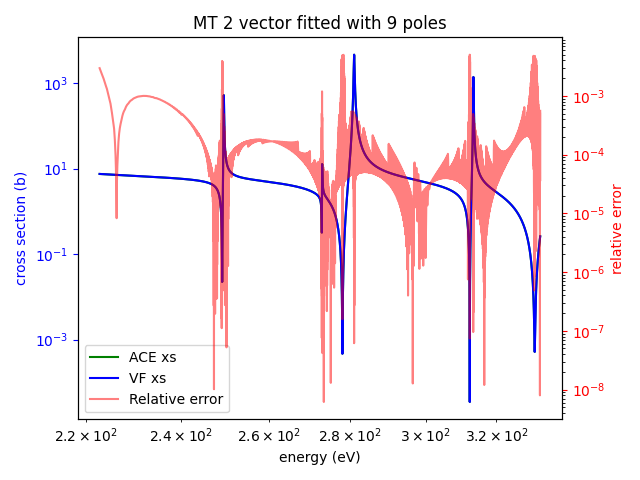 MT 2 vector fitted with 9 poles
cross section (b)
10³
10¹
10⁻¹
10⁻³
10⁻³
10⁻⁴
10⁻⁵
10⁻⁶
10⁻⁷
10⁻⁸
relative error
ACE xs
VF xs
Relative error
2.2 × 10² 2.4 × 10² 2.6 × 10² 2.8 × 10² 3 × 10² 3.2 × 10²
energy (eV)